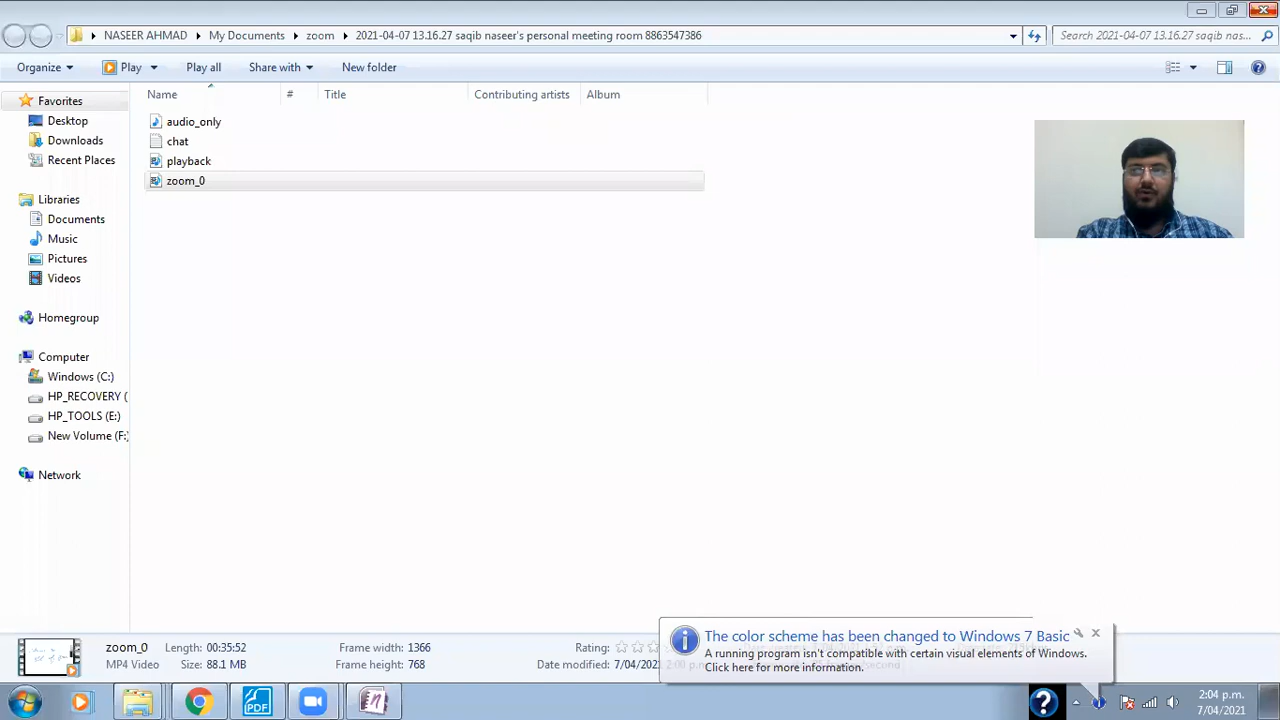 NASEER AHMAD ▸ My Documents ▸ zoom ▸ 2021-04-07 13.16.27 saqib naseer's personal meeting room 8863547386
Search 2021-04-07 13.16.27 saqib nas...
Organize Play Play all Share with New folder
Name # Title Contributing artists Album
Favorites
Desktop
Downloads
Recent Places
Libraries
Documents
Music
Pictures
Videos
Homegroup
Computer
Windows (C:)
HP_RECOVERY (
HP_TOOLS (E:)
New Volume (F:)
Network
audio_only
chat
playback
zoom_0
zoom_0 Length: 00:35:52 Frame width: 1366 Rating:
MP4 Video Size: 88.1 MB Frame height: 768 Date modified: 7/04/2021 2:00 p.m.
The color scheme has been changed to Windows 7 Basic
A running program isn't compatible with certain visual elements of Windows.
Click here for more information.
PDF
2:04 p.m.
7/04/2021